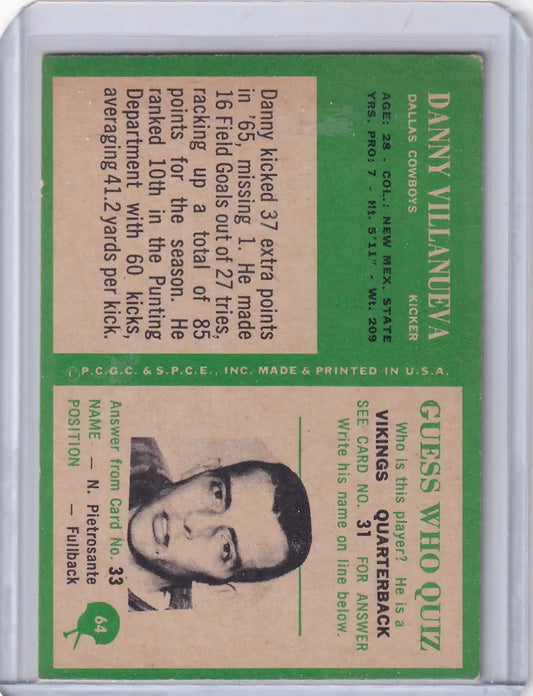 DANNY VILLANUEVA
DALLAS COWBOYS KICKER
AGE: 28 - COL.: NEW MEX. STATE
YRS. PRO: 7 - Ht. 5'11" - Wt. 209
Danny kicked 37 extra points
in '65, missing 1. He made
16 Field Goals out of 27 tries,
racking up a total of 85
points for the season. He
ranked 10th in the Punting
Department with 60 kicks,
averaging 41.2 yards per kick.
© P.C.G.C. & S.P.C.E., INC. MADE & PRINTED IN U.S.A.
GUESS WHO QUIZ
Who is this player? He is a
VIKINGS QUARTERBACK
SEE CARD NO. 31 FOR ANSWER
Write his name on line below.
Answer from Card No. 33
NAME — N. Pietrosante
POSITION — Fullback
64